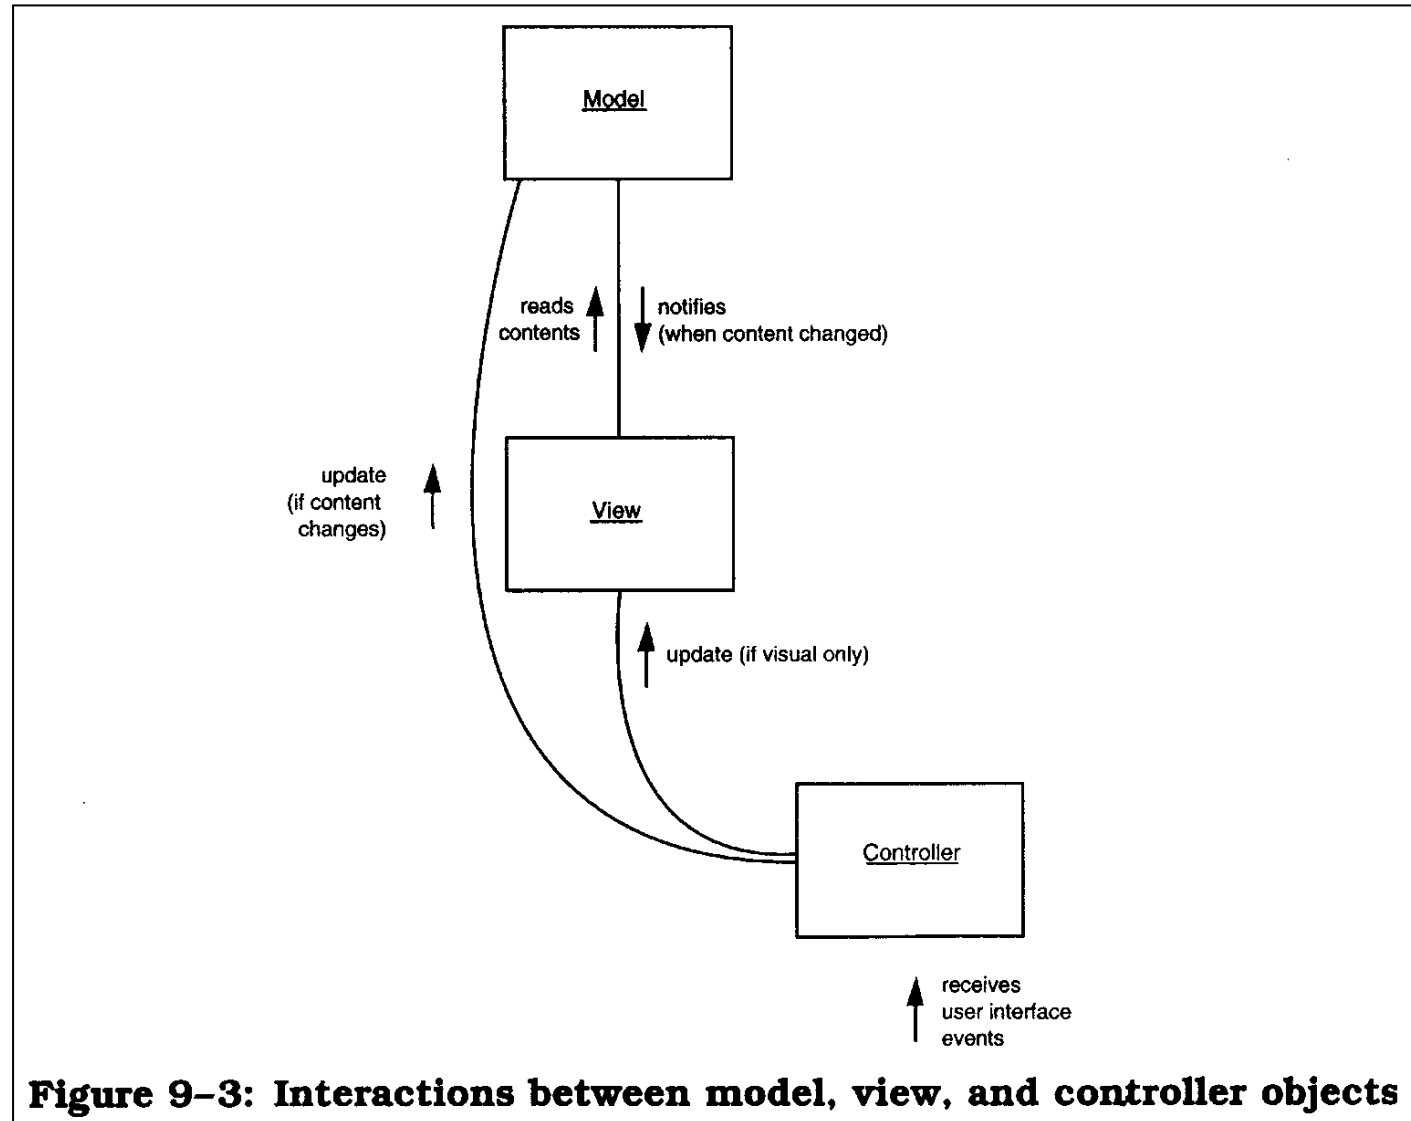 Model
reads
contents
notifies
(when content changed)
update
(if content
changes)
View
update (if visual only)
Controller
receives
user interface
events
Figure 9–3: Interactions between model, view, and controller objects